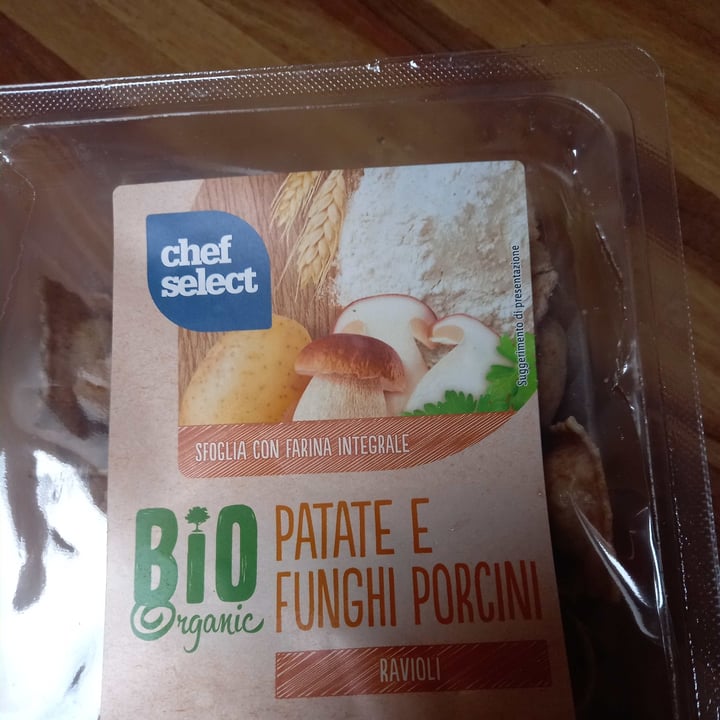 chef
select
Suggerimento di presentazione
SFOGLIA CON FARINA INTEGRALE
BiO
Organic
PATATE E
FUNGHI PORCINI
RAVIOLI